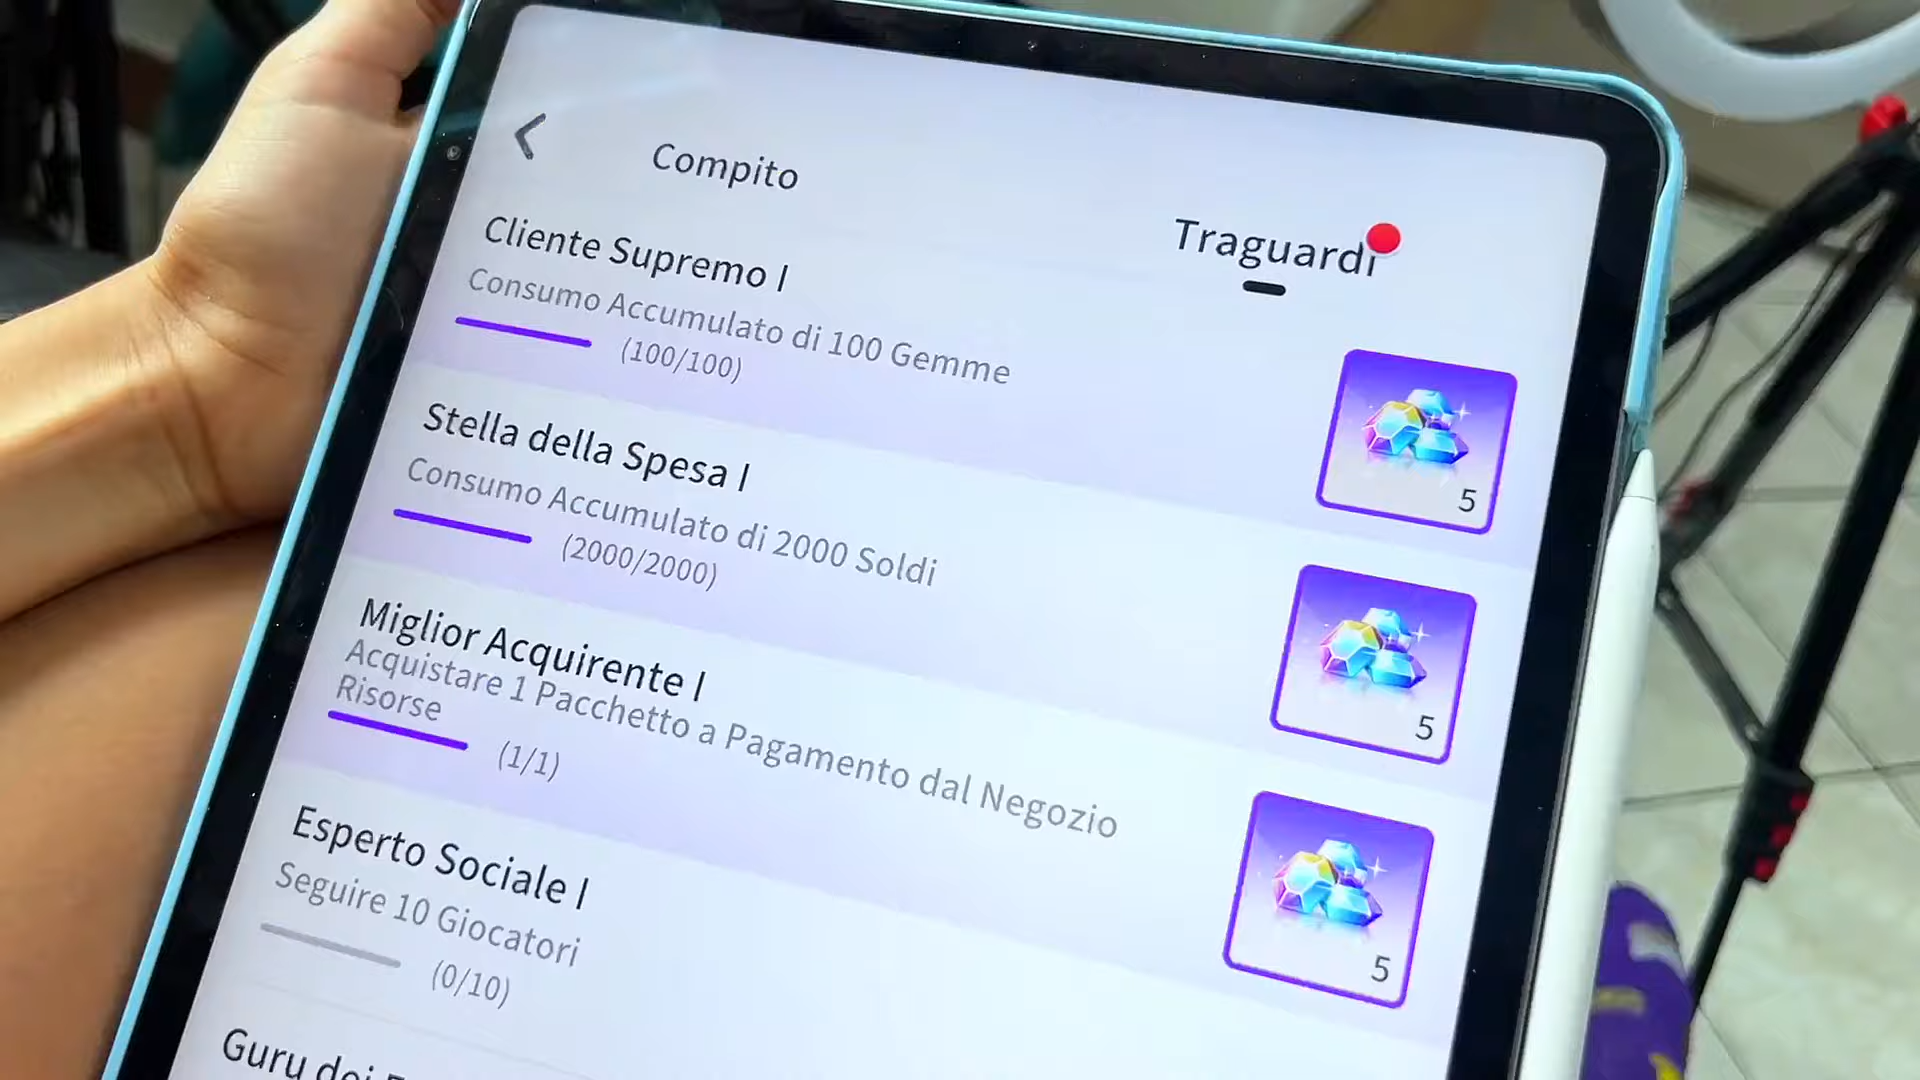 Compito
Traguardi
Cliente Supremo I
Consumo Accumulato di 100 Gemme
(100/100)
5
Stella della Spesa I
Consumo Accumulato di 2000 Soldi
(2000/2000)
5
Miglior Acquirente I
Acquistare 1 Pacchetto a Pagamento dal Negozio
Risorse
(1/1)
5
Esperto Sociale I
Seguire 10 Giocatori
(0/10)
Guru dei